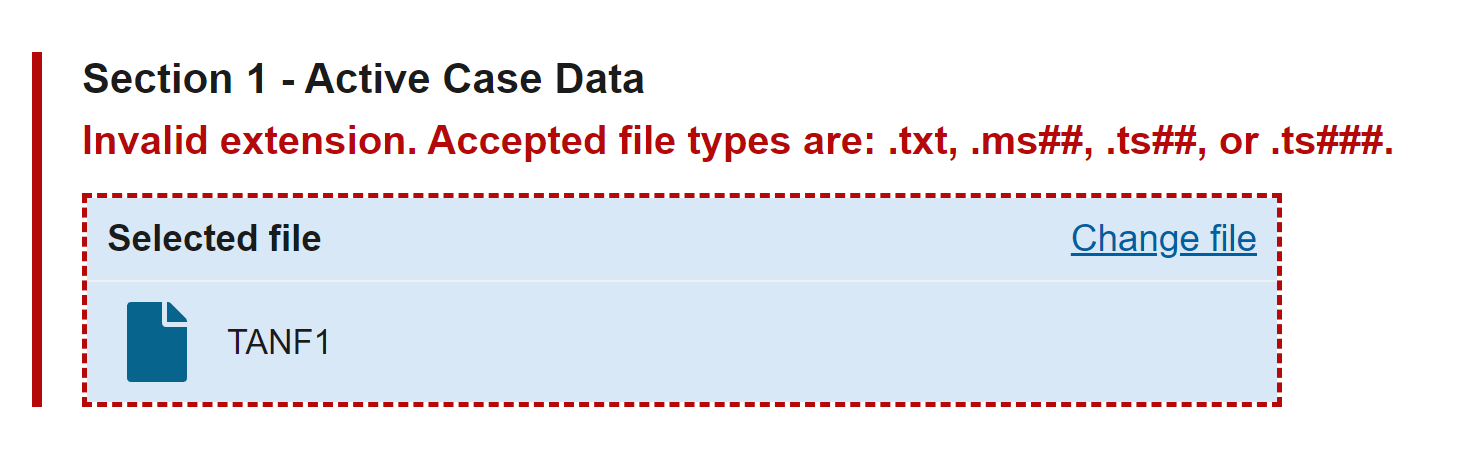 Section 1 - Active Case Data
Invalid extension. Accepted file types are: .txt, .ms##, .ts##, or .ts###.
Selected file
Change file
TANF1